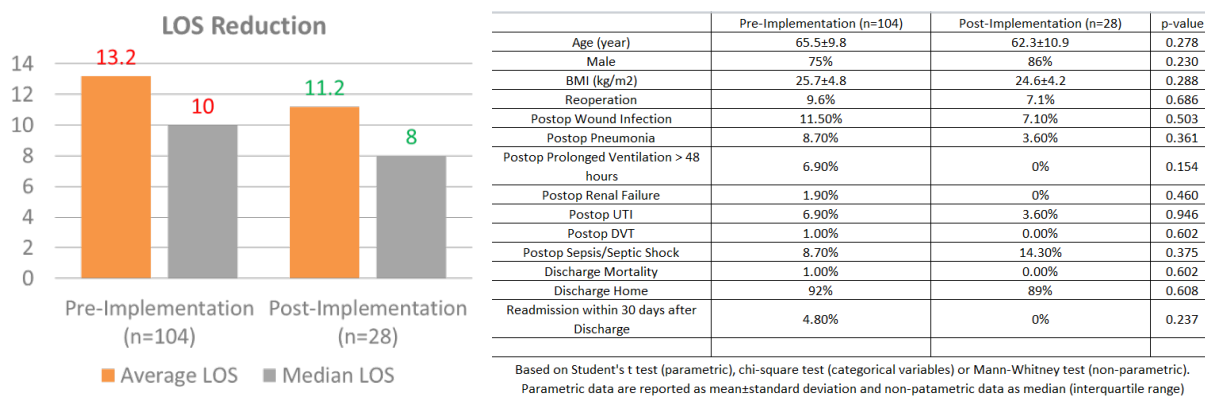 LOS Reduction
14
12
10
8
6
4
2
0
13.2
10
11.2
8
Pre-Implementation Post-Implementation
(n=104) (n=28)
Average LOS Median LOS
Pre-Implementation (n=104) Post-Implementation (n=28) p-value
Age (year) 65.5±9.8 62.3±10.9 0.278
Male 75% 86% 0.230
BMI (kg/m2) 25.7±4.8 24.6±4.2 0.288
Reoperation 9.6% 7.1% 0.686
Postop Wound Infection 11.50% 7.10% 0.503
Postop Pneumonia 8.70% 3.60% 0.361
Postop Prolonged Ventilation > 48
hours 6.90% 0% 0.154
Postop Renal Failure 1.90% 0% 0.460
Postop UTI 6.90% 3.60% 0.946
Postop DVT 1.00% 0.00% 0.602
Postop Sepsis/Septic Shock 8.70% 14.30% 0.375
Discharge Mortality 1.00% 0.00% 0.602
Discharge Home 92% 89% 0.608
Readmission within 30 days after
Discharge 4.80% 0% 0.237
Based on Student's t test (parametric), chi-square test (categorical variables) or Mann-Whitney test (non-parametric).
Parametric data are reported as mean±standard deviation and non-patametric data as median (interquartile range)